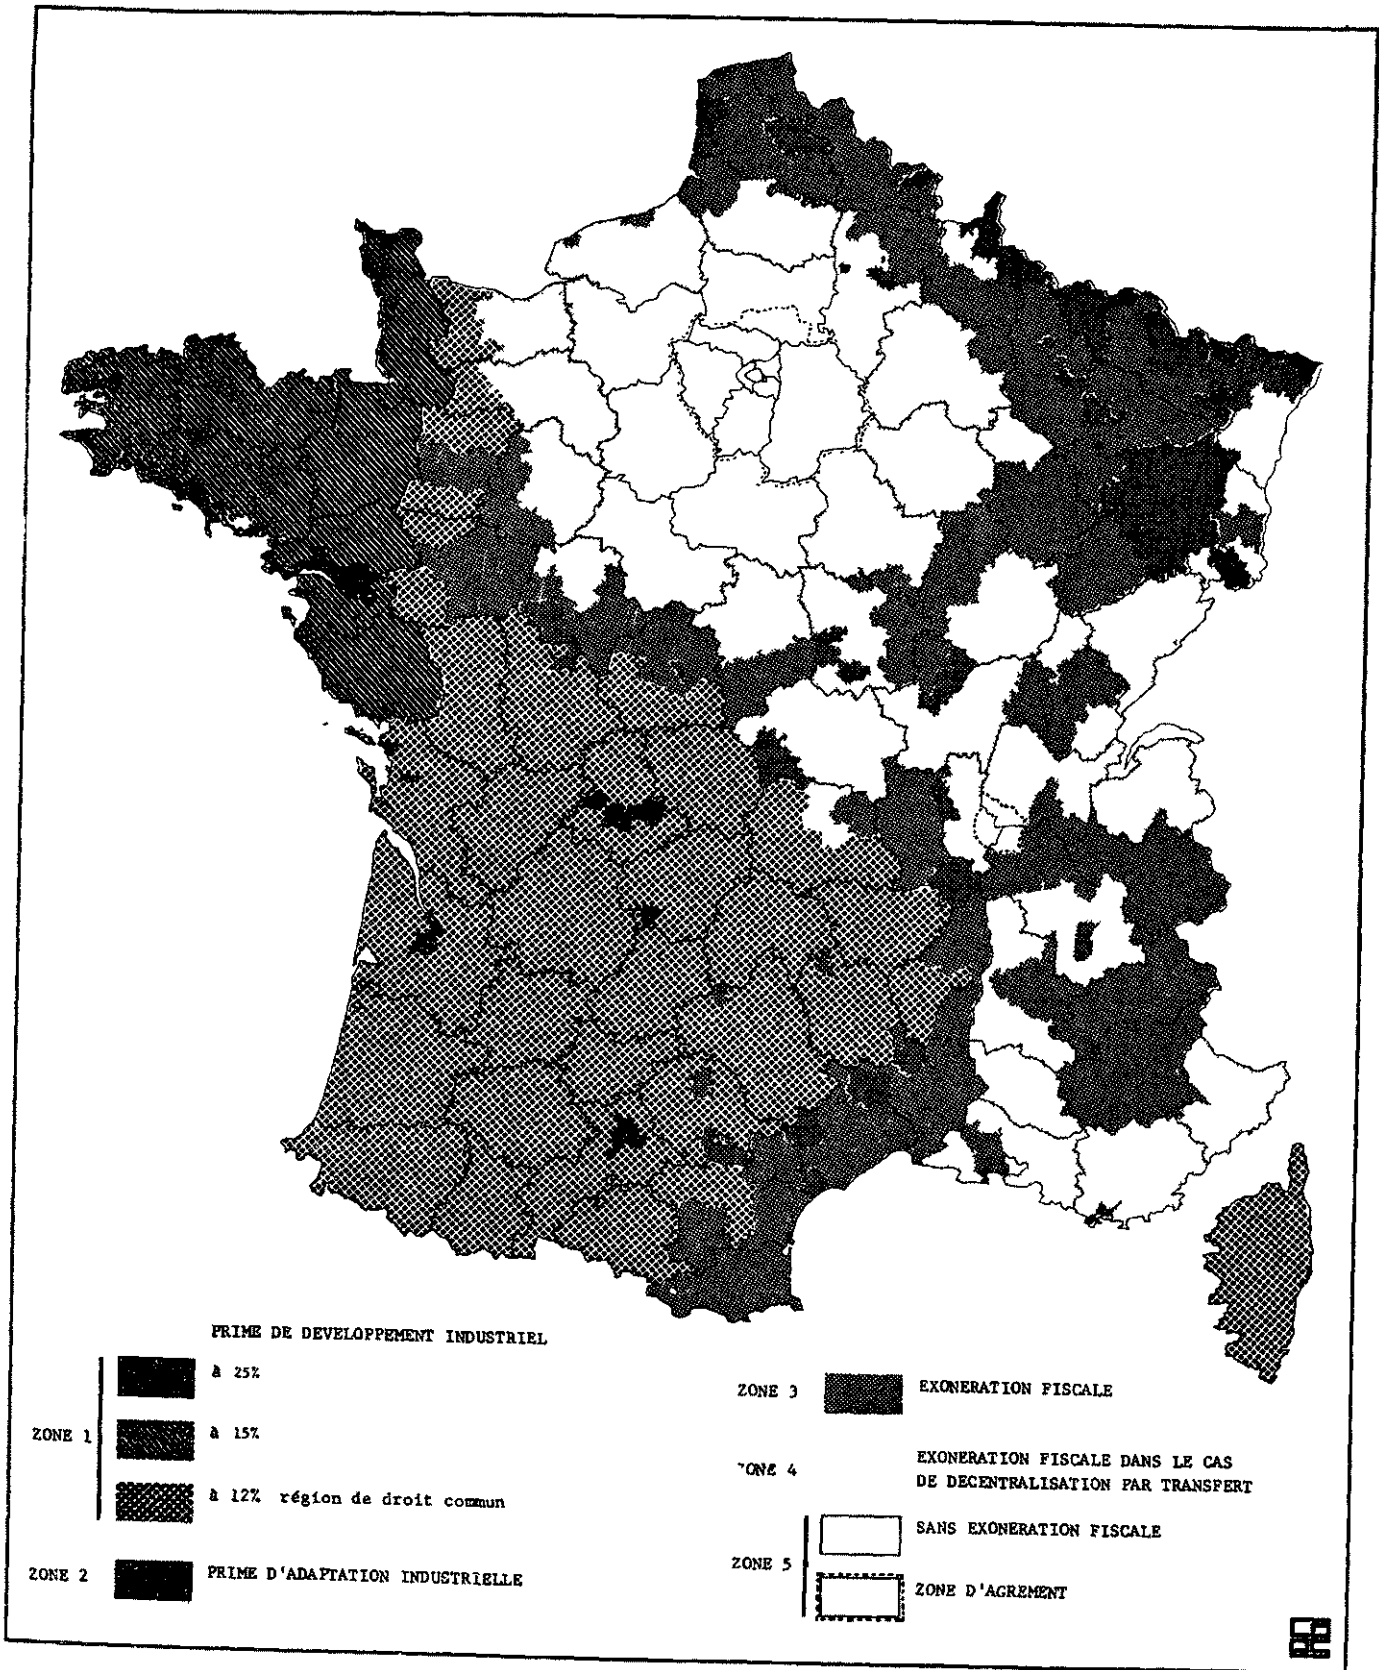 PRIME DE DEVELOPPEMENT INDUSTRIEL
ZONE 1
à 25%
à 15%
à 12% région de droit commun
ZONE 2
PRIME D'ADAPTATION INDUSTRIELLE
ZONE 3
EXONERATION FISCALE
ONE 4
EXONERATION FISCALE DANS LE CAS
DE DECENTRALISATION PAR TRANSFERT
ZONE 5
SANS EXONERATION FISCALE
ZONE D'AGREMENT